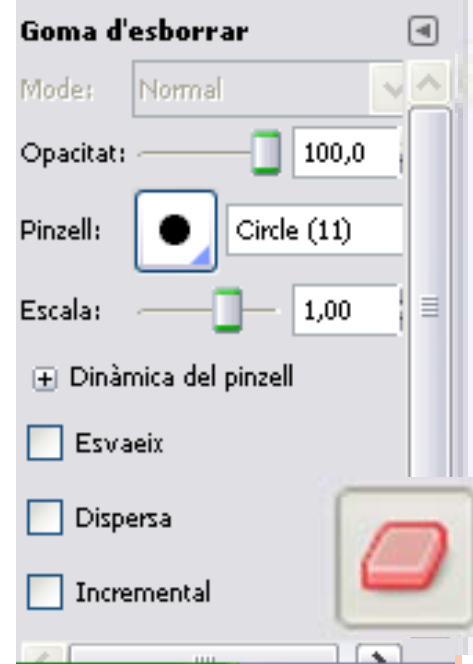 Goma d'esborrar
Mode: Normal
Opacitat: 100,0
Pinzell: Circle (11)
Escala: 1,00
Dinàmica del pinzell
Esvaeix
Dispersa
Incremental